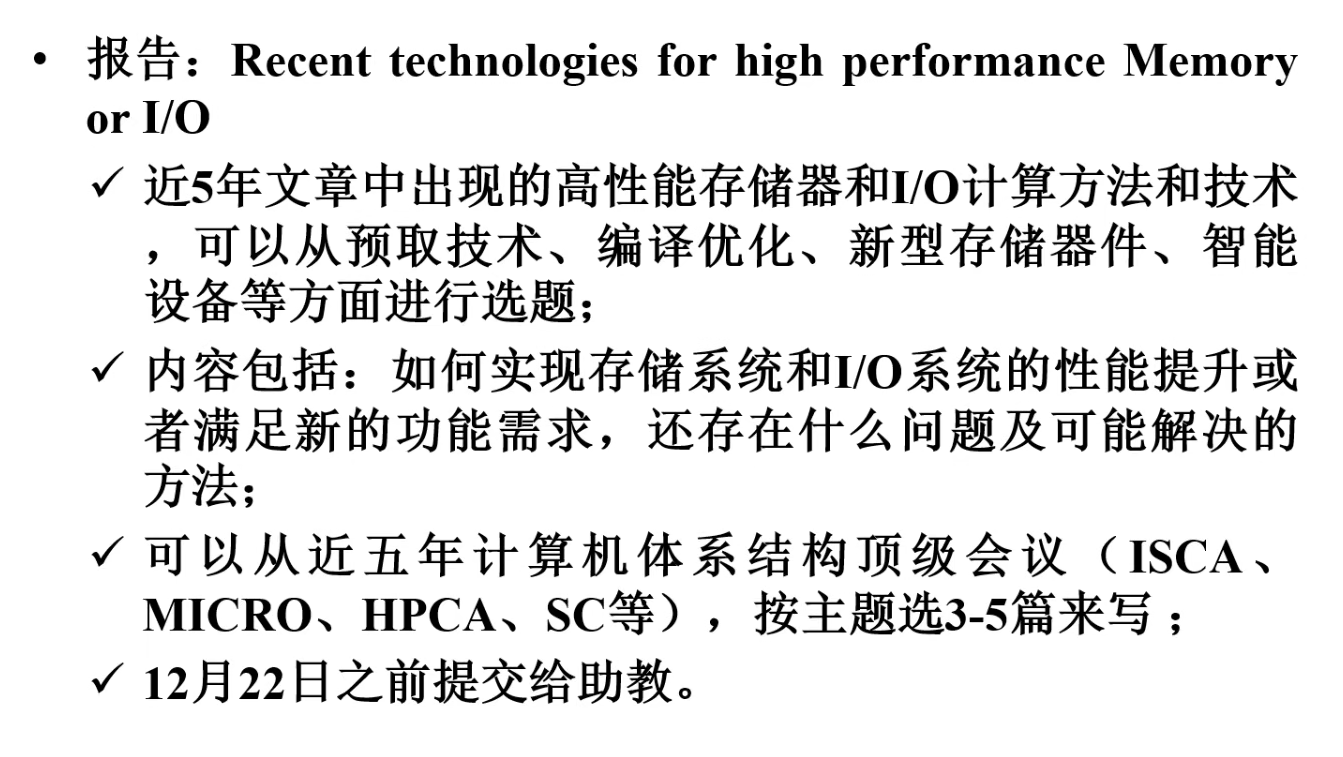 • 报告：Recent technologies for high performance Memory
or I/O
✓ 近5年文章中出现的高性能存储器和I/O计算方法和技术
，可以从预取技术、编译优化、新型存储器件、智能
设备等方面进行选题；
✓ 内容包括：如何实现存储系统和I/O系统的性能提升或
者满足新的功能需求，还存在什么问题及可能解决的
方法；
✓ 可以从近五年计算机体系结构顶级会议（ISCA、
MICRO、HPCA、SC等），按主题选3-5篇来写；
✓ 12月22日之前提交给助教。